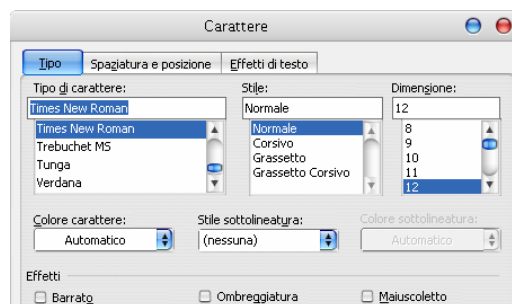 Carattere
Tipo Spaziatura e posizione Effetti di testo
Tipo di carattere: Stile: Dimensione:
Times New Roman Normale 12
Times New Roman Normale 8
Trebuchet MS Corsivo 9
Tunga Grassetto 10
Verdana Grassetto Corsivo 11
12
Colore carattere: Stile sottolineatura: Colore sottolineatura:
Automatico (nessuna) Automatico
Effetti
Barrato Ombreggiatura Maiuscoletto